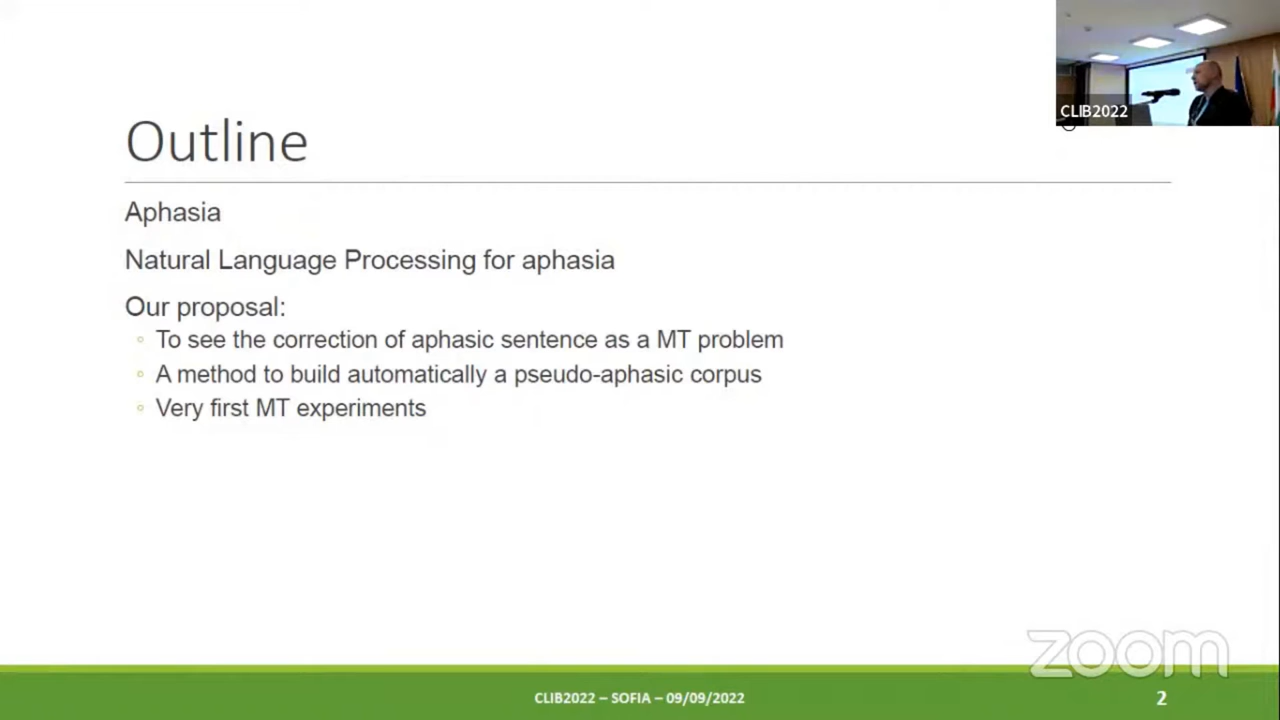 CLIB2022
Outline
Aphasia
Natural Language Processing for aphasia
Our proposal:
◦ To see the correction of aphasic sentence as a MT problem
◦ A method to build automatically a pseudo-aphasic corpus
◦ Very first MT experiments
zoom
CLIB2022 – SOFIA – 09/09/2022
2